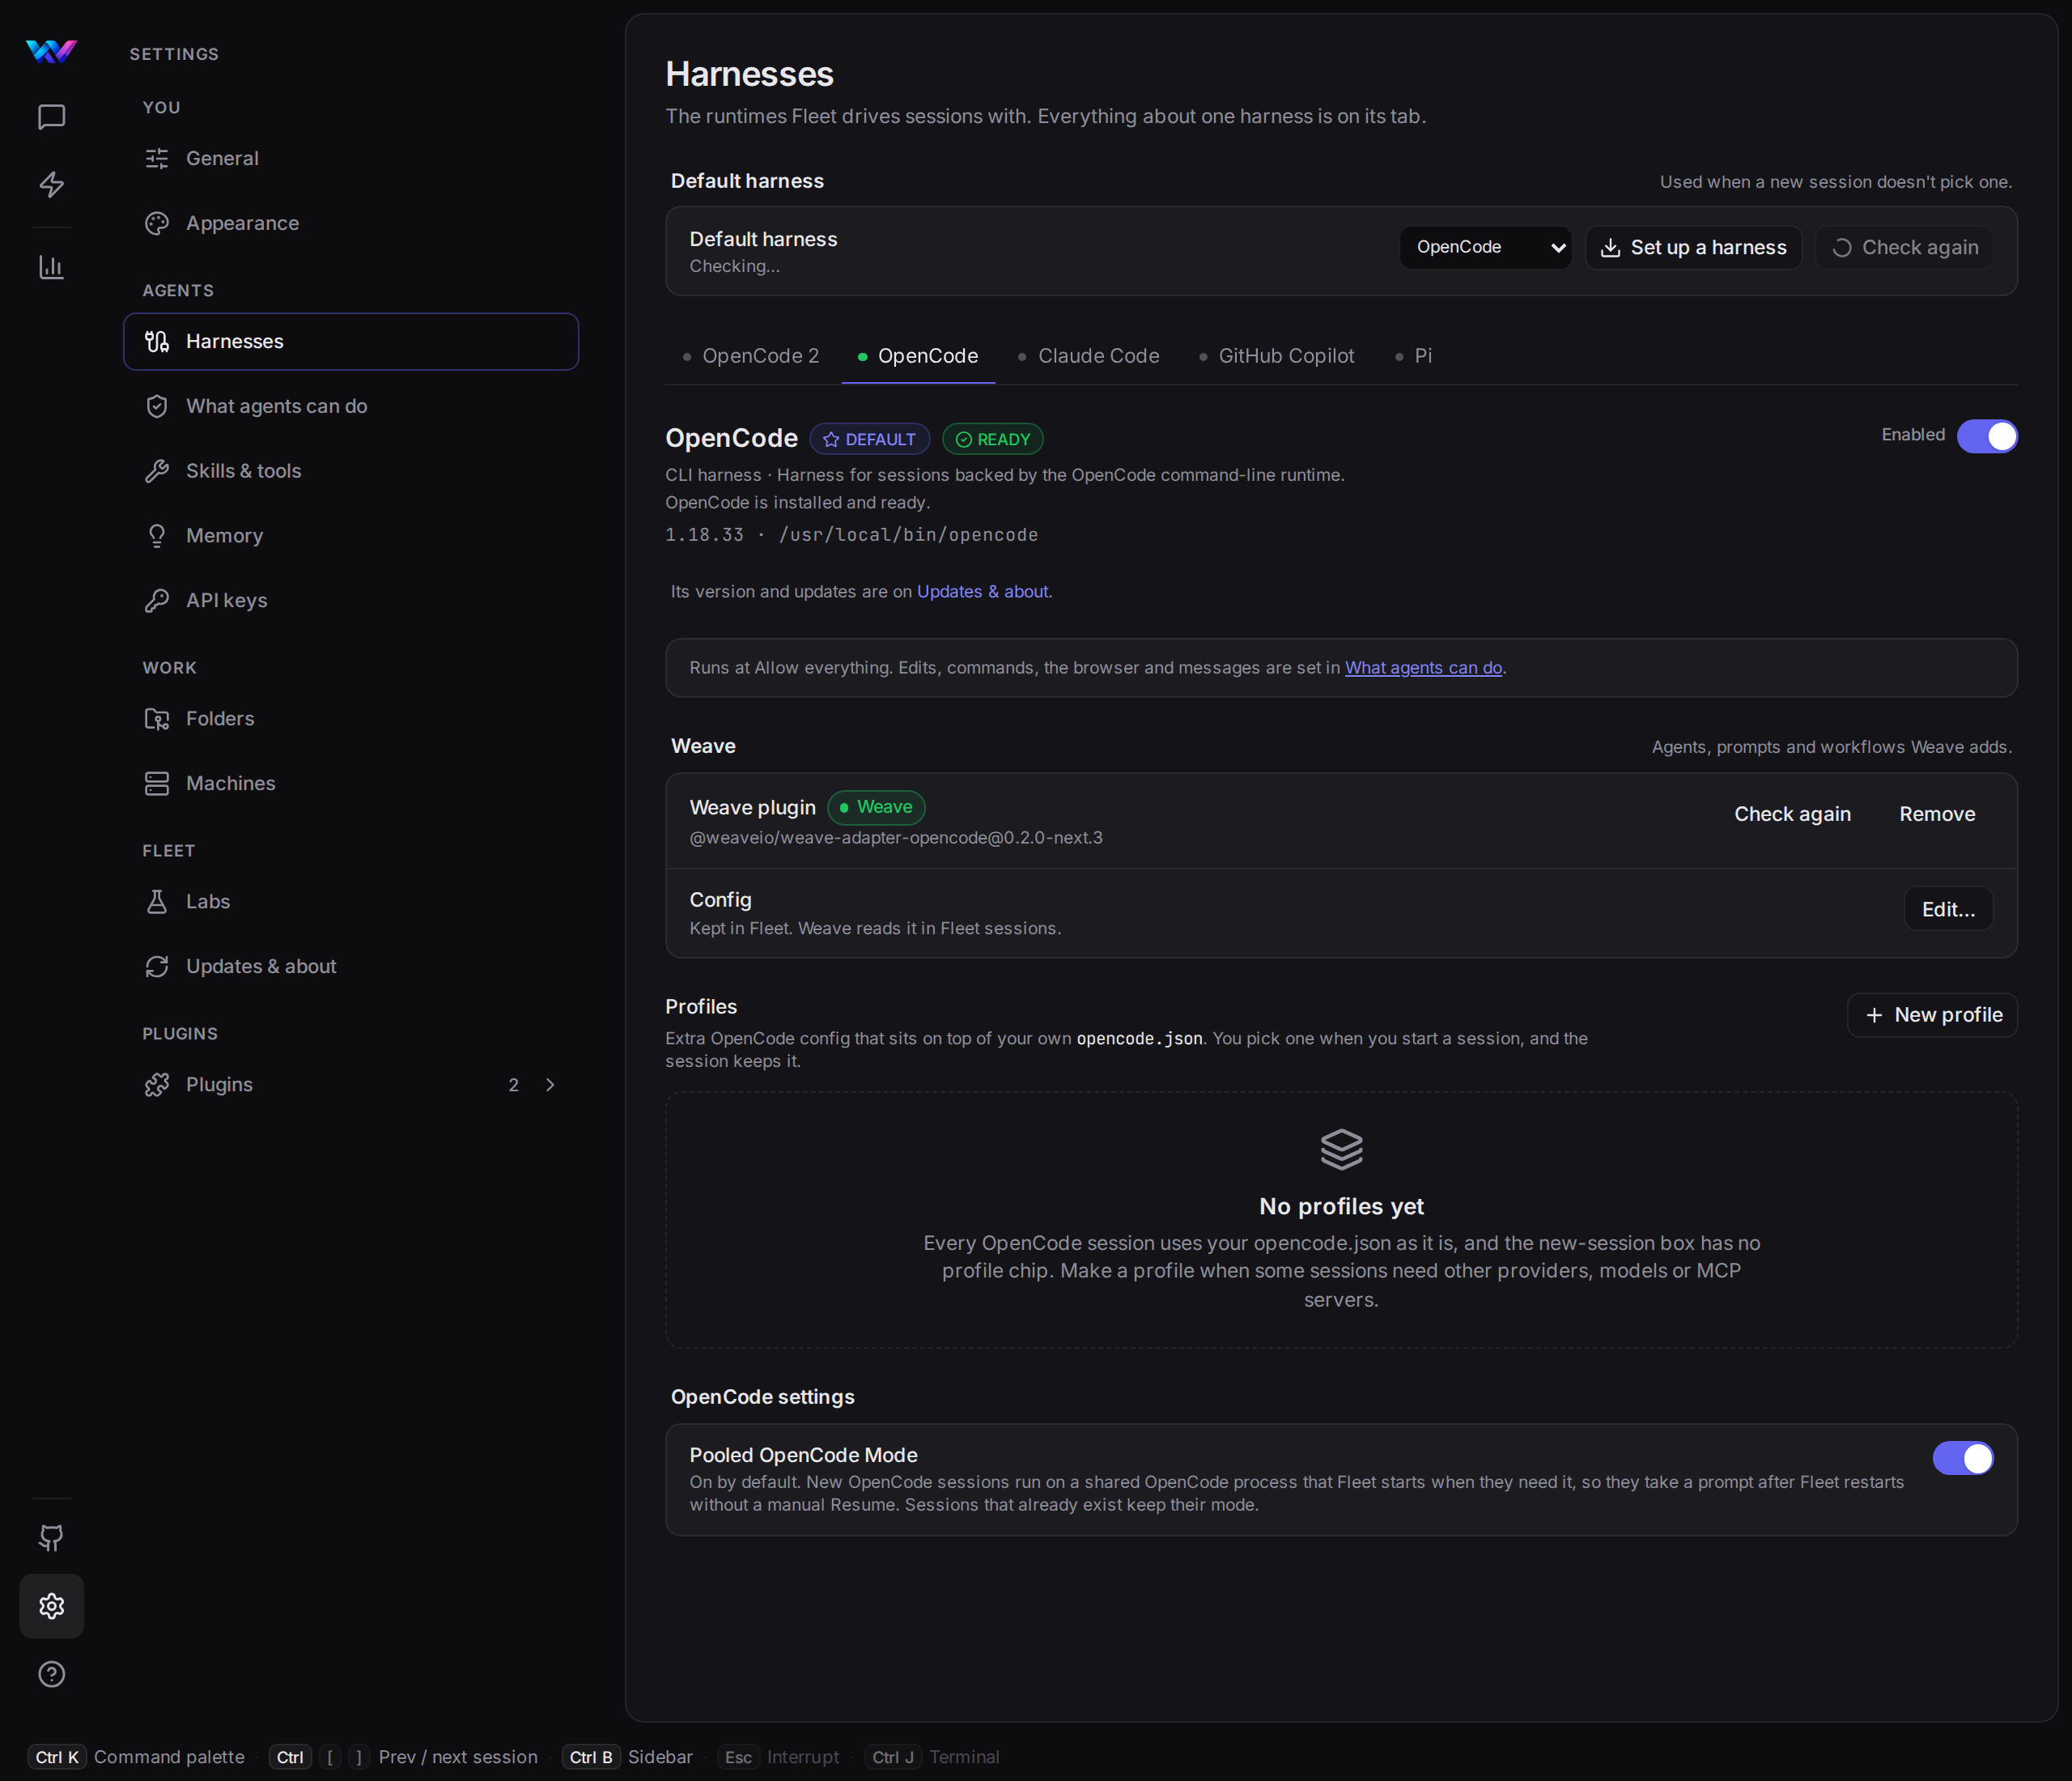 SETTINGS
YOU
General
Appearance
AGENTS
Harnesses
What agents can do
Skills & tools
Memory
API keys
WORK
Folders
Machines
FLEET
Labs
Updates & about
PLUGINS
Plugins 2
Harnesses
The runtimes Fleet drives sessions with. Everything about one harness is on its tab.
Default harness Used when a new session doesn't pick one.
Default harness
Checking...
OpenCode Set up a harness Check again
OpenCode 2 OpenCode Claude Code GitHub Copilot Pi
OpenCode DEFAULT READY Enabled
CLI harness · Harness for sessions backed by the OpenCode command-line runtime.
OpenCode is installed and ready.
1.18.33 · /usr/local/bin/opencode
Its version and updates are on Updates & about.
Runs at Allow everything. Edits, commands, the browser and messages are set in What agents can do.
Weave Agents, prompts and workflows Weave adds.
Weave plugin Weave Check again Remove
@weaveio/weave-adapter-opencode@0.2.0-next.3
Config
Kept in Fleet. Weave reads it in Fleet sessions.
Edit...
Profiles New profile
Extra OpenCode config that sits on top of your own opencode.json. You pick one when you start a session, and the
session keeps it.
No profiles yet
Every OpenCode session uses your opencode.json as it is, and the new-session box has no
profile chip. Make a profile when some sessions need other providers, models or MCP
servers.
OpenCode settings
Pooled OpenCode Mode
On by default. New OpenCode sessions run on a shared OpenCode process that Fleet starts when they need it, so they take a prompt after Fleet restarts
without a manual Resume. Sessions that already exist keep their mode.
Ctrl K Command palette · Ctrl [ ] Prev / next session · Ctrl B Sidebar · Esc Interrupt · Ctrl J Terminal